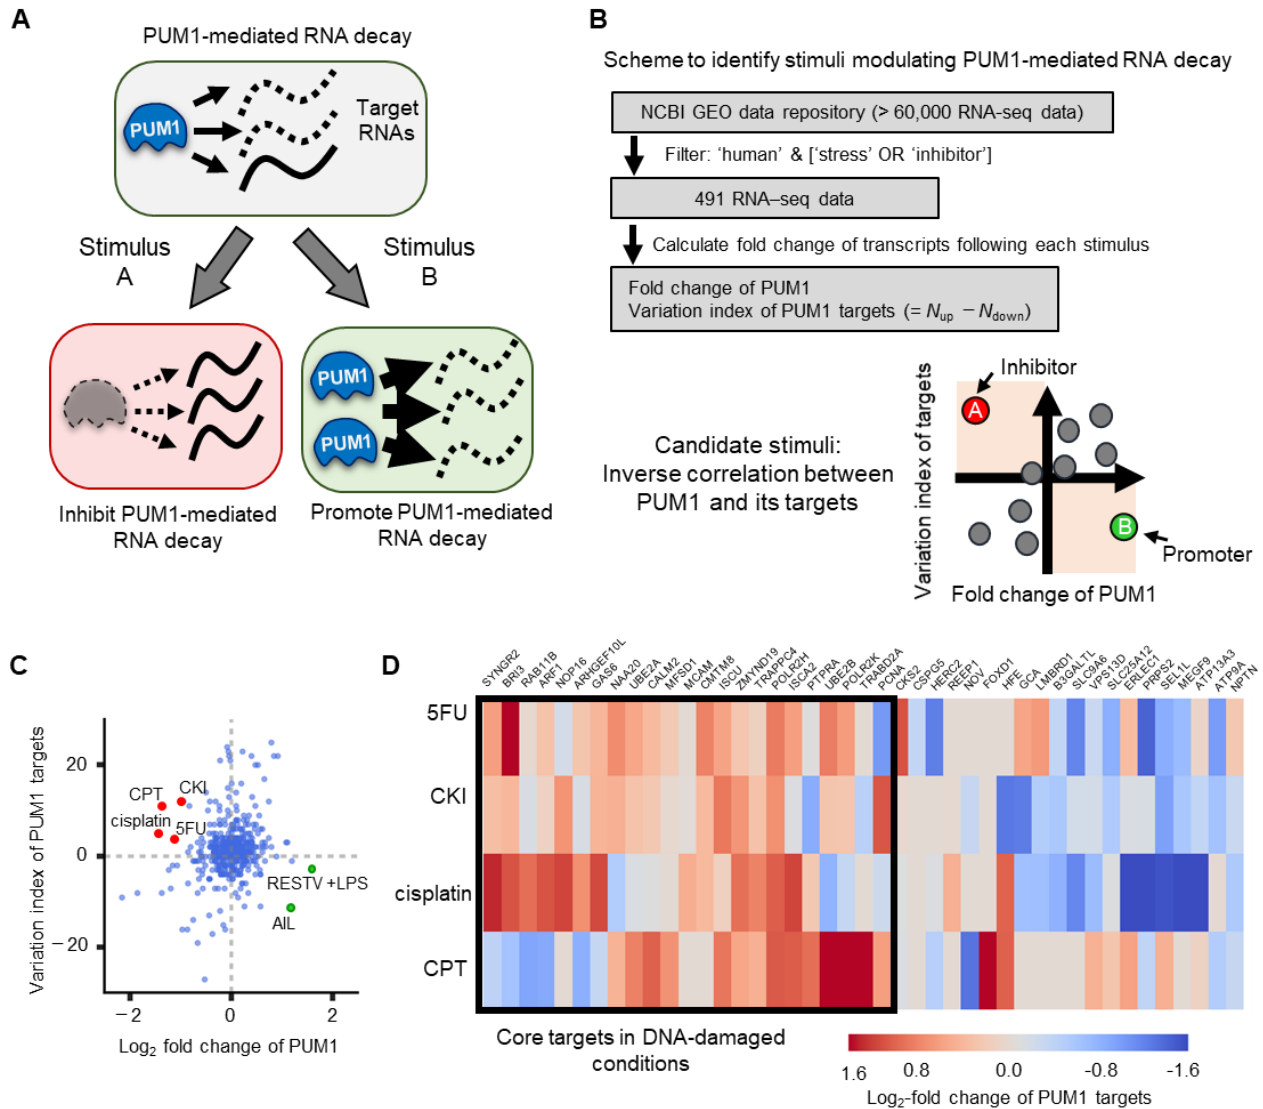 A
PUM1-mediated RNA decay
PUM1
Target
RNAs
Stimulus
A
Stimulus
B
PUM1
PUM1
Inhibit PUM1-mediated
RNA decay
Promote PUM1-mediated
RNA decay
B
Scheme to identify stimuli modulating PUM1-mediated RNA decay
NCBI GEO data repository (> 60,000 RNA-seq data)
Filter: ‘human’ & [‘stress’ OR ‘inhibitor’]
491 RNA–seq data
Calculate fold change of transcripts following each stimulus
Fold change of PUM1
Variation index of PUM1 targets (= Nup − Ndown)
Candidate stimuli:
Inverse correlation between
PUM1 and its targets
Variation index of targets
Inhibitor
A
B
Promoter
Fold change of PUM1
C
Variation index of PUM1 targets
20
0
−20
CPT
CKI
cisplatin
5FU
RESTV+LPS
AIL
−2
0
2
Log2 fold change of PUM1
D
SYNGR2
BRI3
RAB11B
ARF1
NOP16
ARHGEF10L
GAS6
NAA20
UBE2A
CALM2
MFSD1
MCAM
CMTM8
ISCU
ZMYND19
TRAPPC4
POLR2H
ISCA2
PTPRA
UBE2B
POLR2K
TRABD2A
PCNA
CKS2
CSPG5
HERC2
REEP1
NOV
FOXD1
HFE
GCA
LMBRD1
B3GALTL
SLC9A6
VPS13D
SLC25A12
ERLEC1
PRPS2
SEL1L
MEGF9
ATP13A3
ATP9A
NRTN
5FU
CKI
cisplatin
CPT
Core targets in DNA-damaged
conditions
1.6
0.8
0.0
-0.8
-1.6
Log2-fold change of PUM1 targets